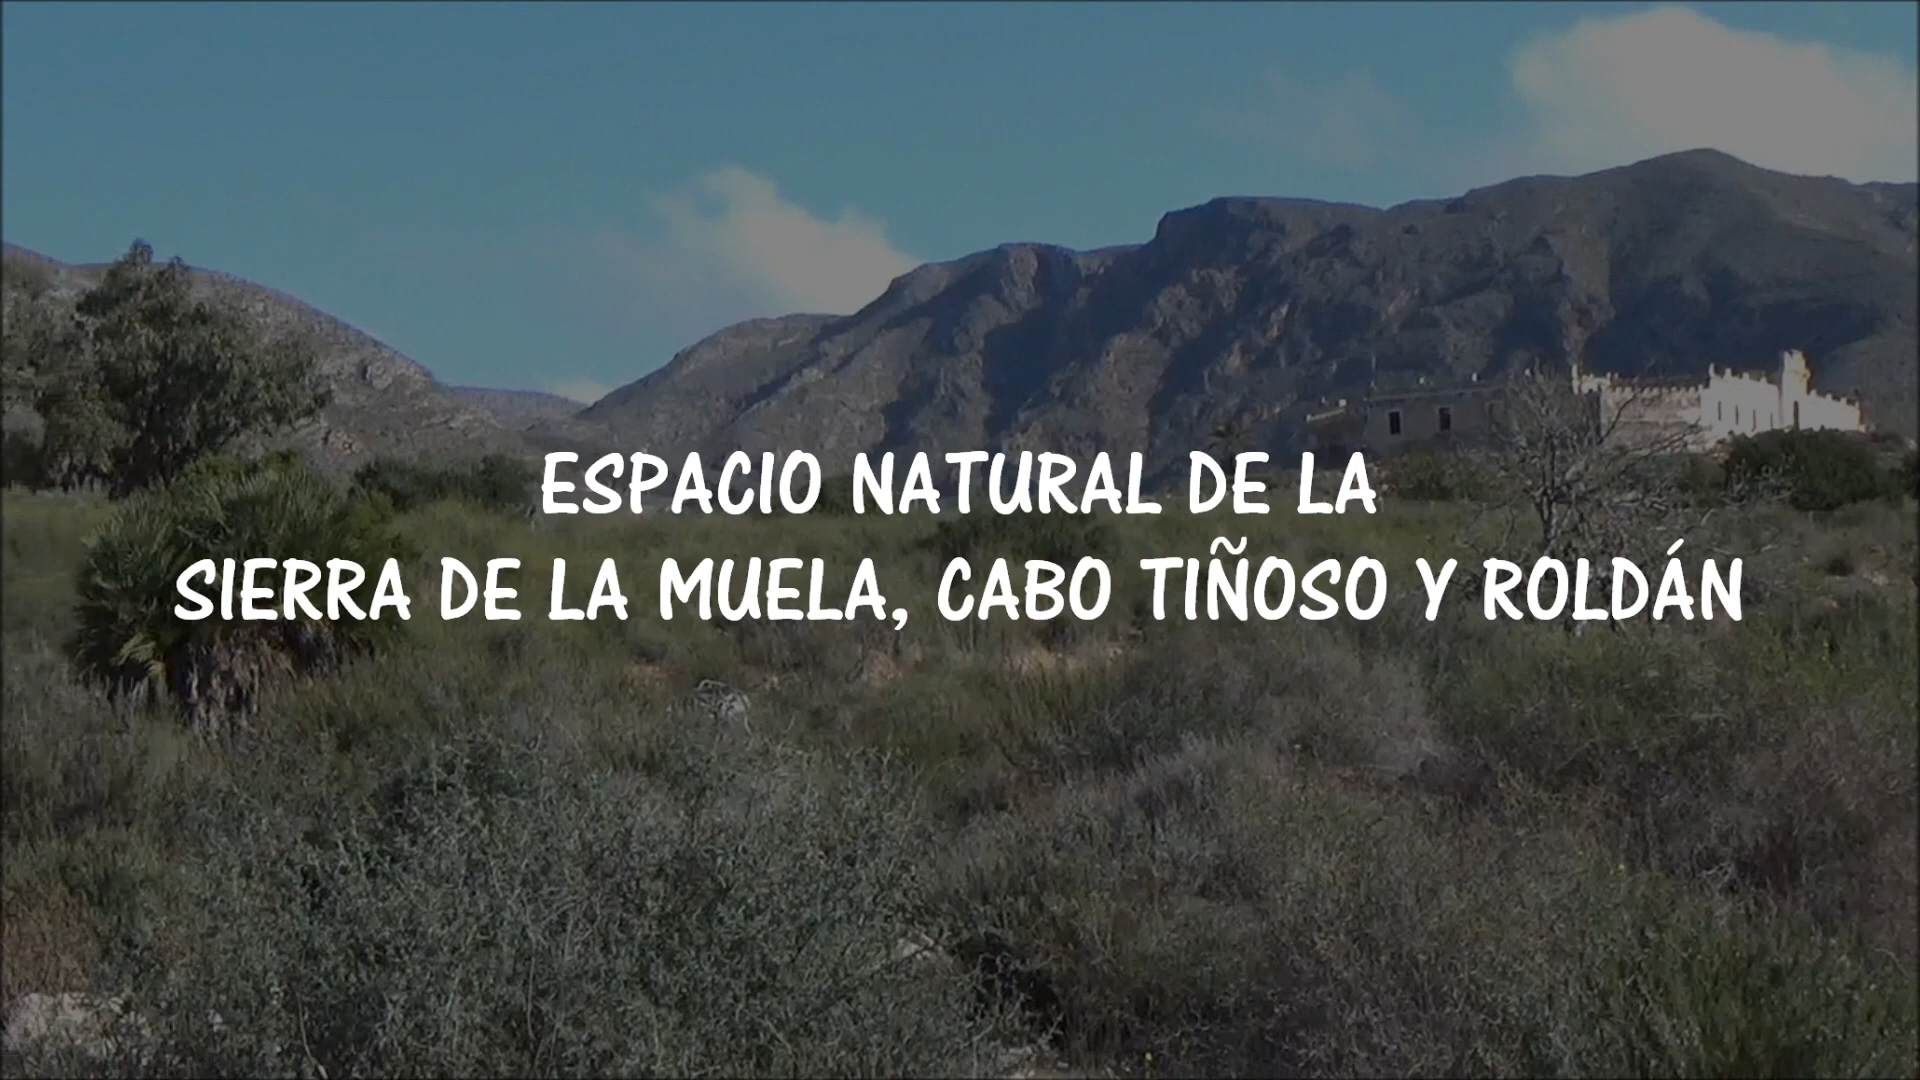 ESPACIO NATURAL DE LA
SIERRA DE LA MUELA, CABO TIÑOSO Y ROLDÁN